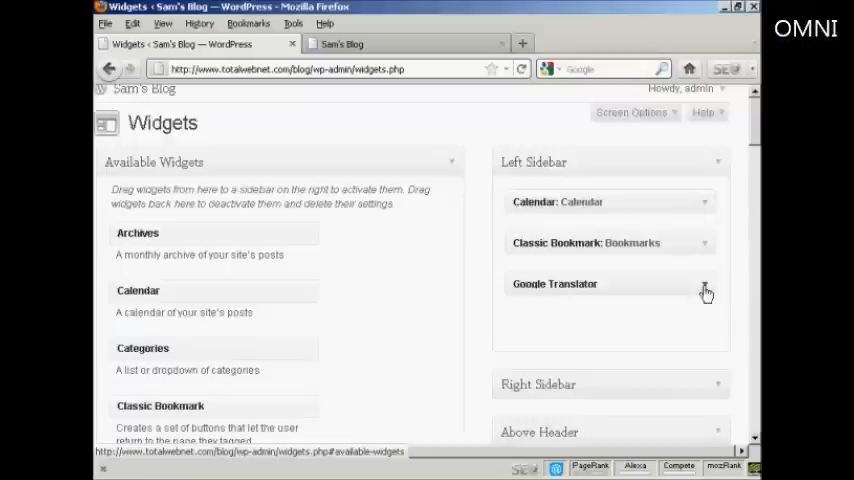 Widgets ‹ Sam's Blog — WordPress - Mozilla Firefox
OMNI
File Edit View History Bookmarks Tools Help
Widgets ‹ Sam's Blog — WordPress × Sam's Blog × +
http://www.totalwebnet.com/blog/wp-admin/widgets.php Google
Sam's Blog Howdy, admin
Screen Options Help
Widgets
Available Widgets Left Sidebar
Drag widgets from here to a sidebar on the right to activate them. Drag
widgets back here to deactivate them and delete their settings.
Calendar: Calendar
Archives
Classic Bookmark: Bookmarks
A monthly archive of your site's posts
Google Translator
Calendar
A calendar of your site's posts
Categories
A list or dropdown of categories
Right Sidebar
Classic Bookmark
Creates a set of buttons that let the user
return to the page they tagged
Above Header
http://www.totalwebnet.com/blog/wp-admin/widgets.php#available-widgets
× PageRank Alexa Compete mozRank